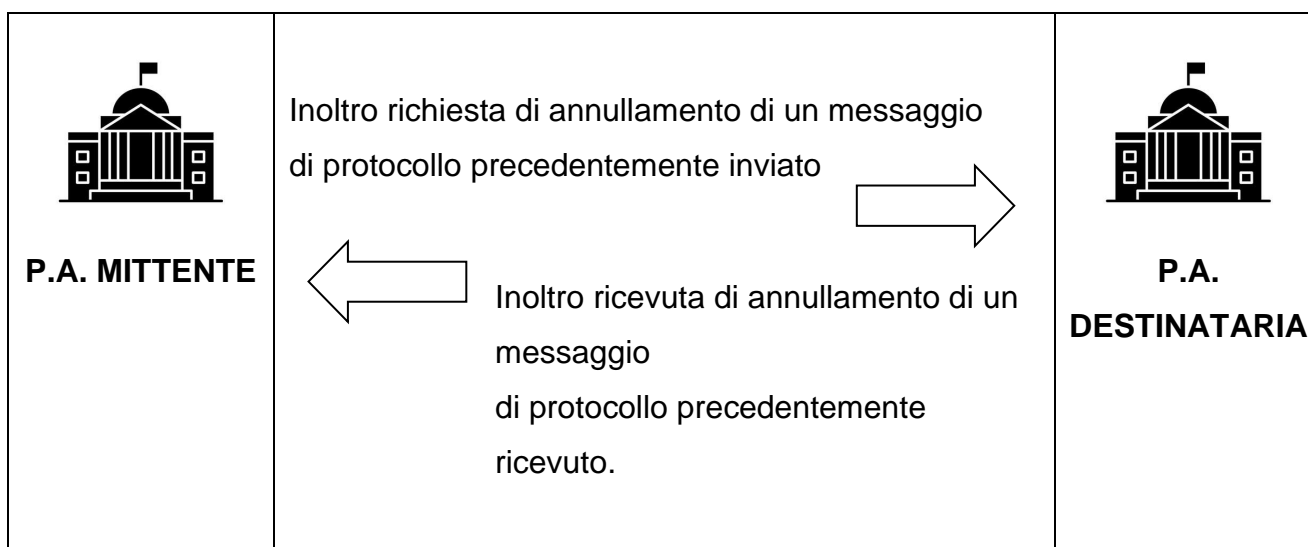 Inoltro richiesta di annullamento di un messaggio
di protocollo precedentemente inviato
P.A. MITTENTE
Inoltro ricevuta di annullamento di un
messaggio
di protocollo precedentemente
ricevuto.
P.A.
DESTINATARIA